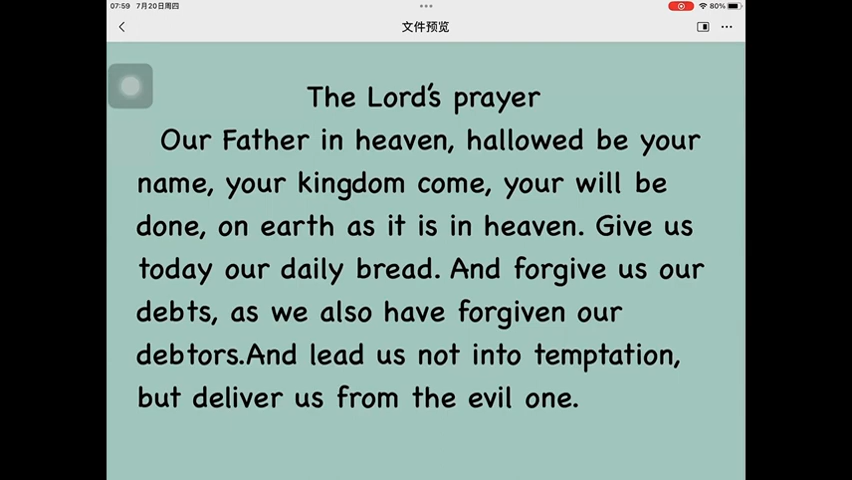 07:59 7月20日周四
80%
文件预览
The Lord's prayer
Our Father in heaven, hallowed be your
name, your kingdom come, your will be
done, on earth as it is in heaven. Give us
today our daily bread. And forgive us our
debts, as we also have forgiven our
debtors.And lead us not into temptation,
but deliver us from the evil one.